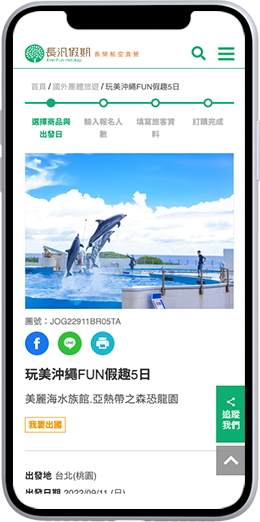 長汎假期 長榮航空直營
EverFun Holiday
首頁 / 國外團體旅遊 / 玩美沖繩FUN假趣5日
選擇商品與出發日
輸入報名人數
填寫旅客資料
訂購完成
團號：JOG22911BR05TA
玩美沖繩FUN假趣5日
美麗海水族館.亞熱帶之森恐龍園
我要出國
追蹤我們
出發地 台北(桃園)
出發日期 2022/09/11 (日)